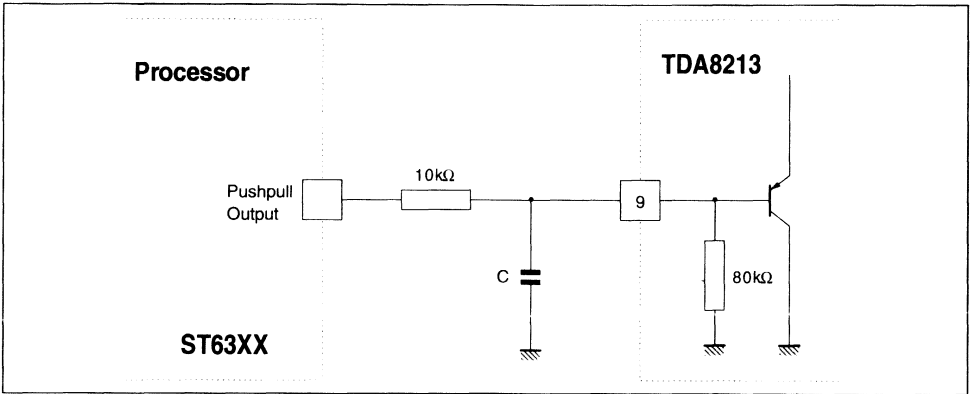 Processor
TDA8213
10kΩ
Pushpull
Output
9
C
80kΩ
ST63XX